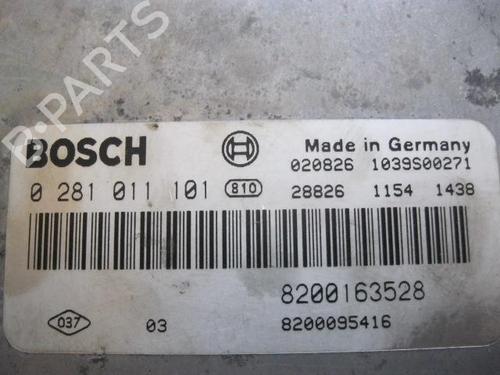 B-PARTS
BOSCH
Made in Germany
020826 1039S00271
0 281 011 101 810
28826 1154 1438
8200163528
037 03 8200095416